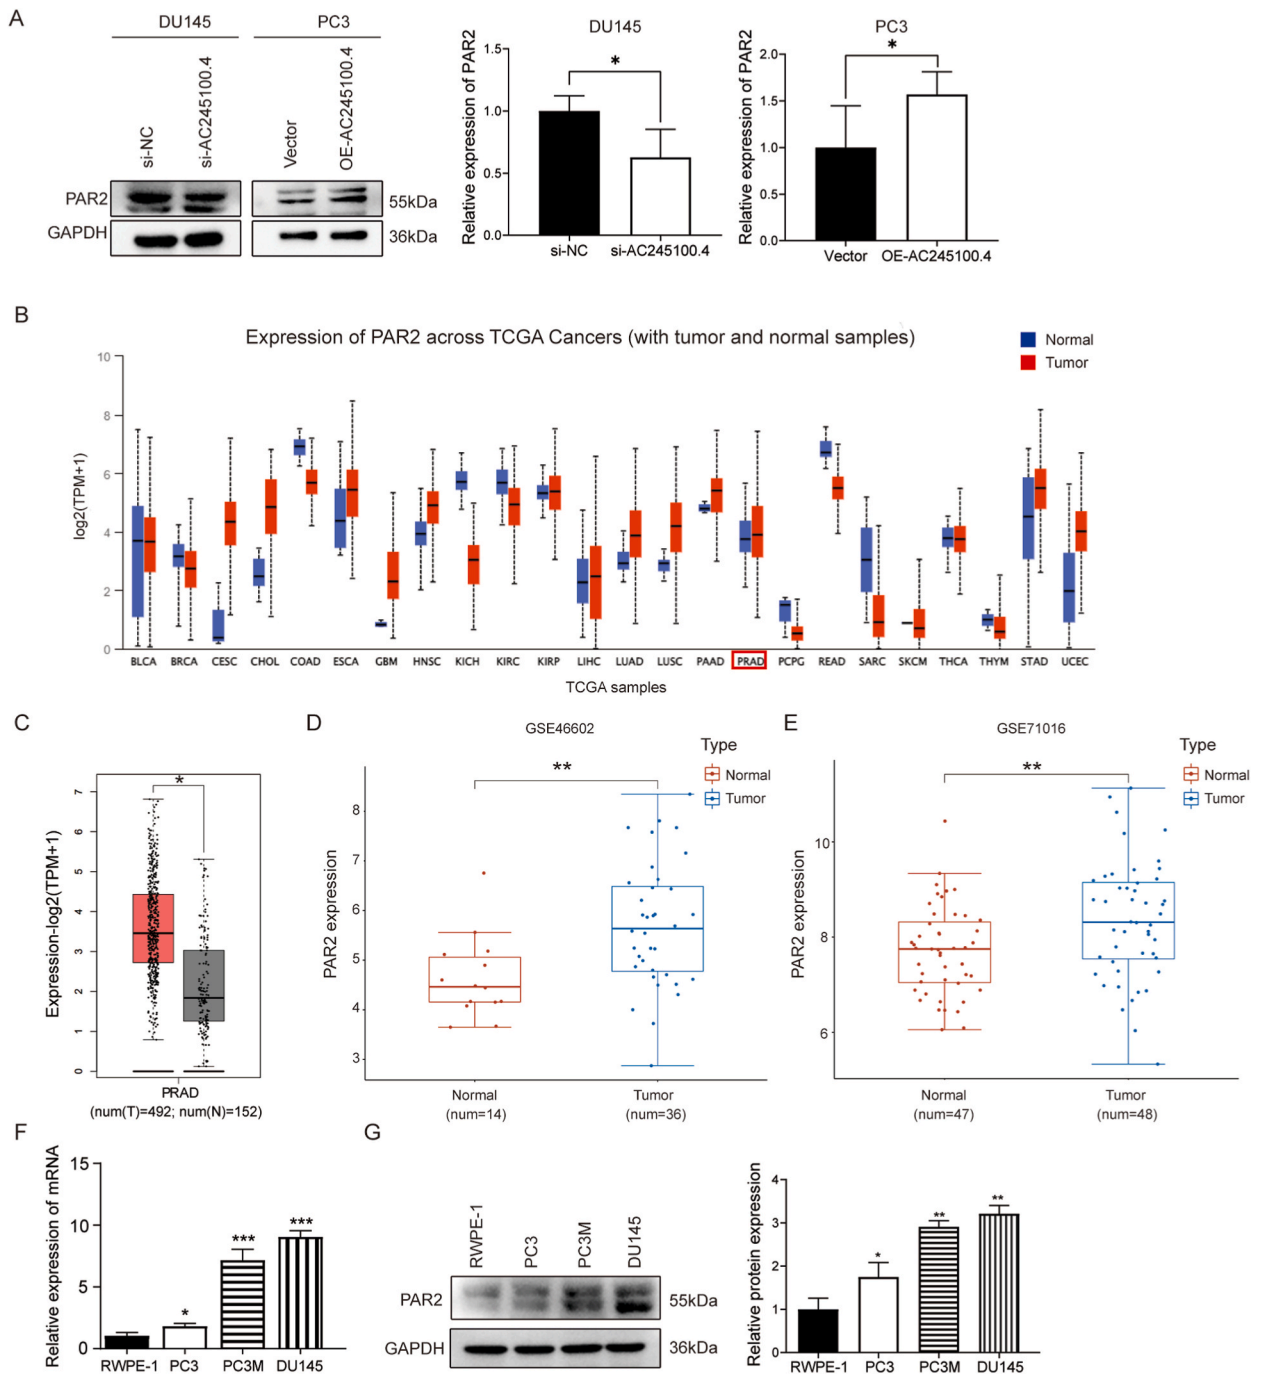 A
DU145
PC3
si-NC
si-AC245100.4
Vector
OE-AC245100.4
PAR2
55kDa
GAPDH
36kDa
DU145
Relative expression of PAR2
1.5
1.0
0.5
0.0
*
si-NC
si-AC245100.4
PC3
Relative expression of PAR2
2.0
1.5
1.0
0.5
0.0
*
Vector
OE-AC245100.4
B
Expression of PAR2 across TCGA Cancers (with tumor and normal samples)
Normal
Tumor
log2(TPM+1)
10
8
6
4
2
0
BLCA BRCA CESC CHOL COAD ESCA GBM HNSC KICH KIRC KIRP LIHC LUAD LUSC PAAD PRAD PCPG READ SARC SKCM THCA THYM STAD UCEC
TCGA samples
C
Expression-log2(TPM+1)
7
6
5
4
3
2
1
0
*
PRAD
(num(T)=492; num(N)=152)
D
GSE46602
Type
Normal
Tumor
**
PAR2 expression
8
7
6
5
4
3
Normal
(num=14)
Tumor
(num=36)
E
GSE71016
Type
Normal
Tumor
**
PAR2 expression
10
8
6
Normal
(num=47)
Tumor
(num=48)
F
Relative expression of mRNA
15
10
5
0
*
***
***
RWPE-1 PC3 PC3M DU145
G
RWPE-1
PC3
PC3M
DU145
PAR2
55kDa
GAPDH
36kDa
Relative protein expression
4
3
2
1
0
*
**
**
RWPE-1 PC3 PC3M DU145